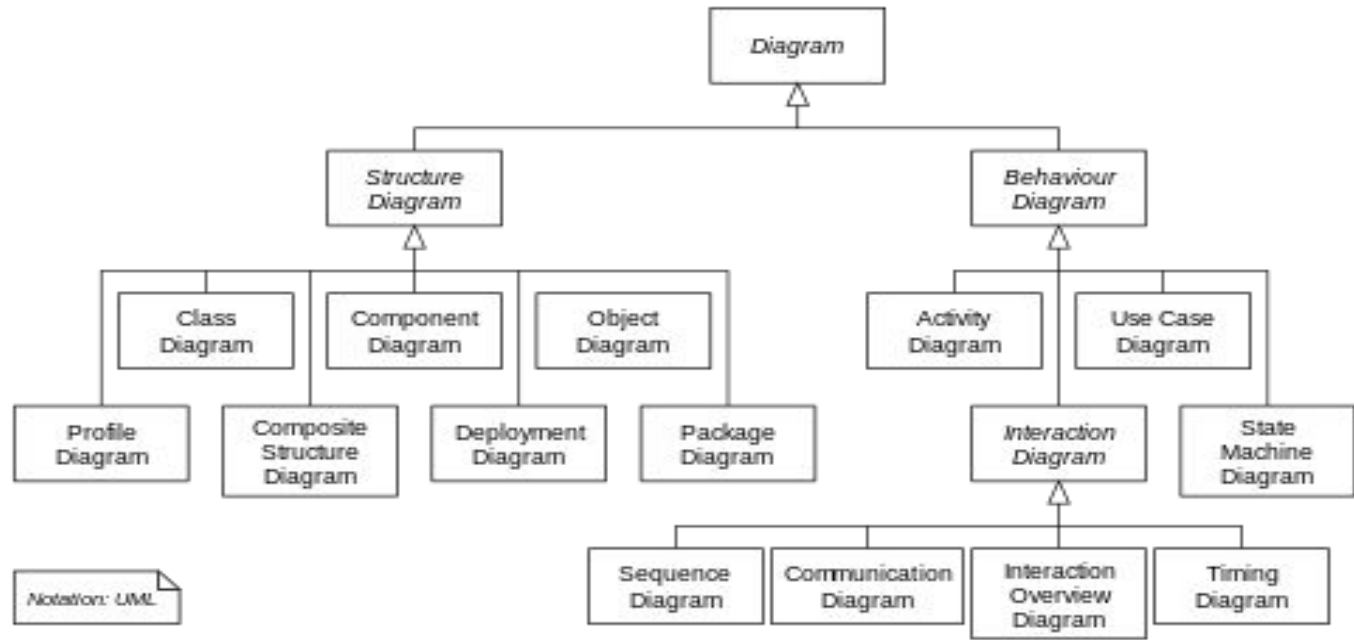 Diagram
Structure
Diagram
Behaviour
Diagram
Class
Diagram
Component
Diagram
Object
Diagram
Activity
Diagram
Use Case
Diagram
Profile
Diagram
Composite
Structure
Diagram
Deployment
Diagram
Package
Diagram
Interaction
Diagram
State
Machine
Diagram
Sequence
Diagram
Communication
Diagram
Interaction
Overview
Diagram
Timing
Diagram
Notation: UML